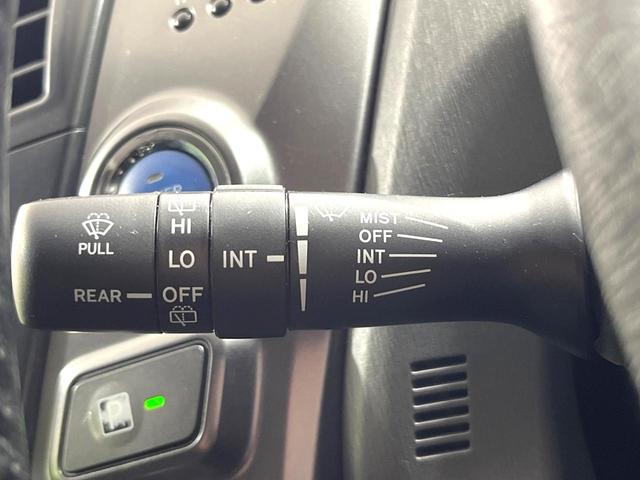 PULL
REAR
HI
LO
OFF
INT
MIST
OFF
INT
LO
HI
P